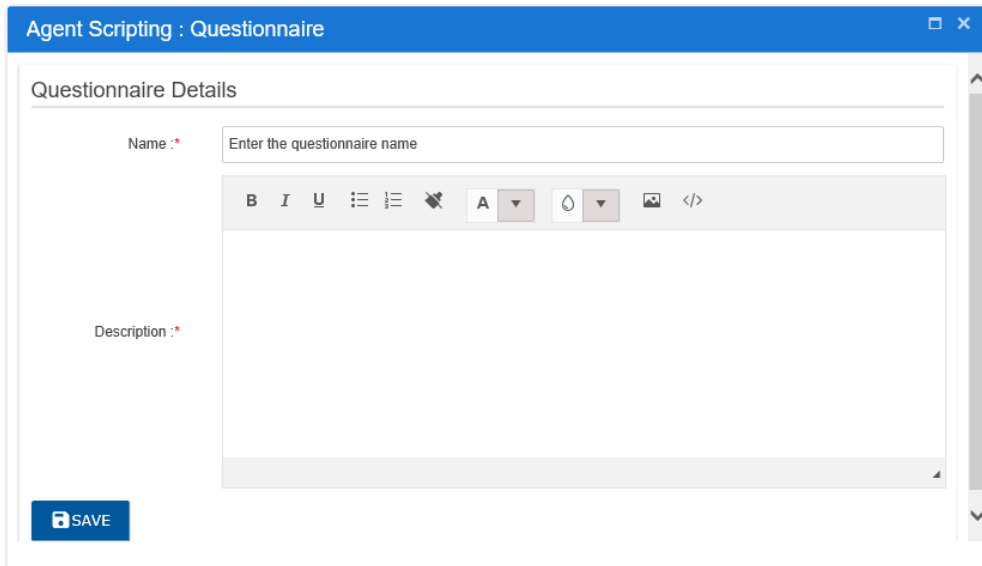 Agent Scripting : Questionnaire
Questionnaire Details
Name :*
Enter the questionnaire name
B I U A </>
Description :*
SAVE